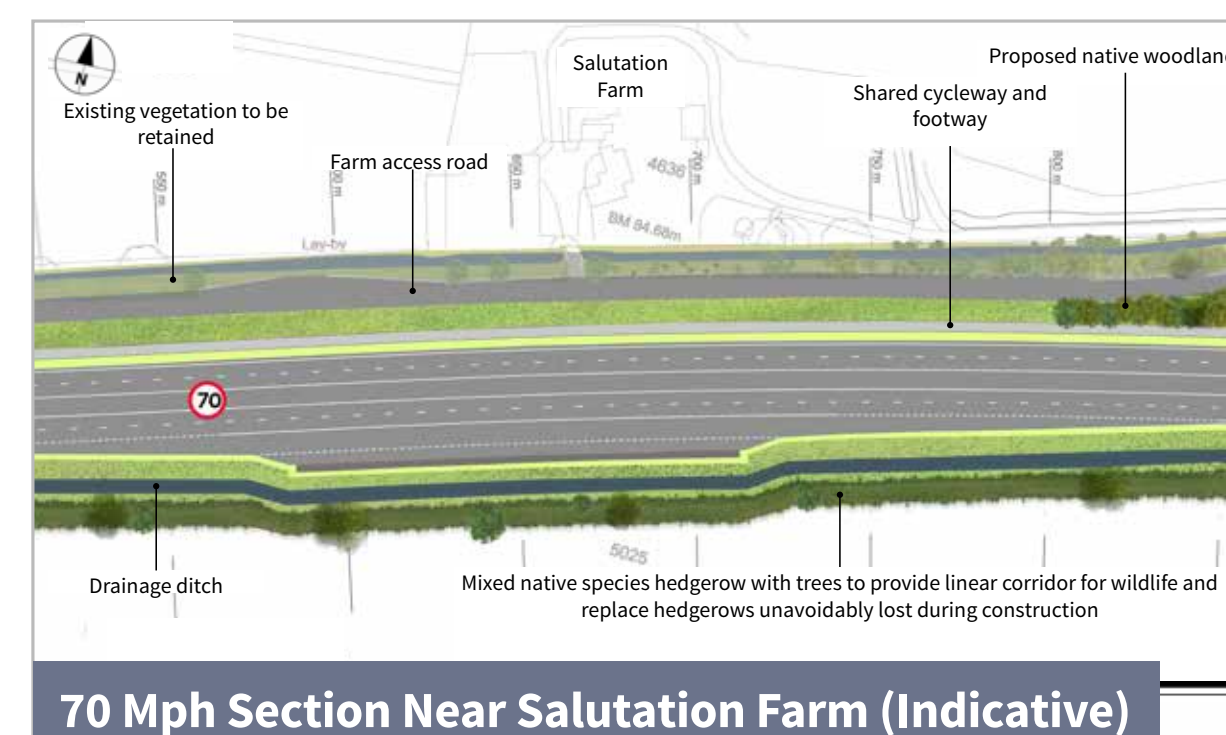 N
Salutation
Farm
Proposed native woodlan
Existing vegetation to be
retained
Shared cycleway and
footway
Farm access road
550 m
00 m
650 m
4636
700 m
750 m
800 m
BM 84.68m
Lay-by
70
5025
Drainage ditch
Mixed native species hedgerow with trees to provide linear corridor for wildlife and
replace hedgerows unavoidably lost during construction
70 Mph Section Near Salutation Farm (Indicative)